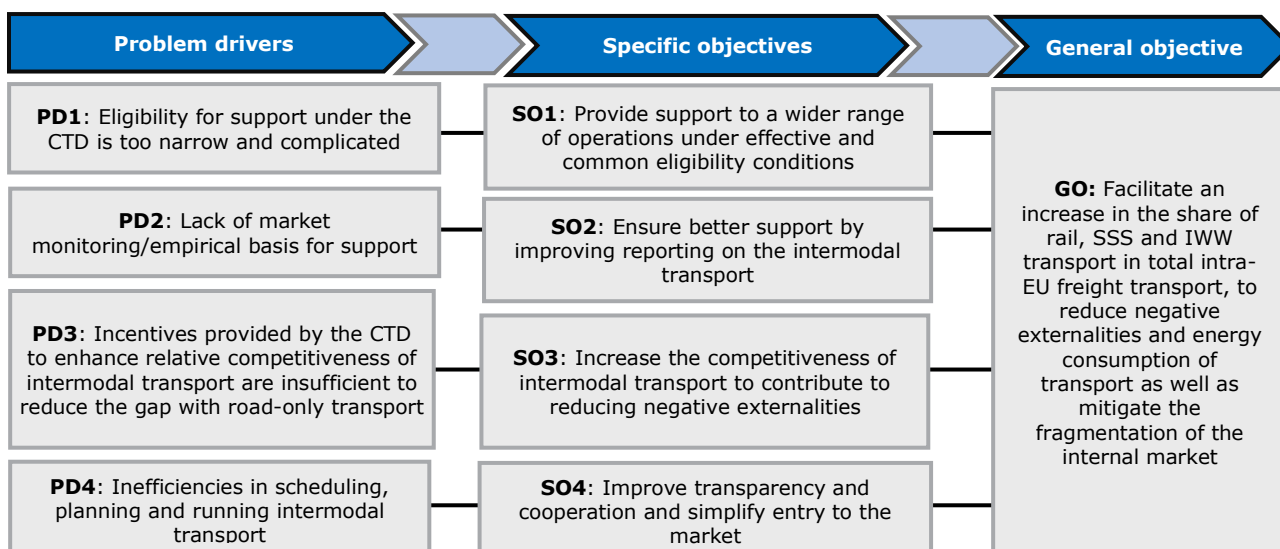 Problem drivers
Specific objectives
General objective
PD1: Eligibility for support under the
CTD is too narrow and complicated
SO1: Provide support to a wider range
of operations under effective and
common eligibility conditions
PD2: Lack of market
monitoring/empirical basis for support
SO2: Ensure better support by
improving reporting on the intermodal
transport
PD3: Incentives provided by the CTD
to enhance relative competitiveness of
intermodal transport are insufficient to
reduce the gap with road-only transport
SO3: Increase the competitiveness of
intermodal transport to contribute to
reducing negative externalities
PD4: Inefficiencies in scheduling,
planning and running intermodal
transport
SO4: Improve transparency and
cooperation and simplify entry to the
market
GO: Facilitate an
increase in the share of
rail, SSS and IWW
transport in total intra-
EU freight transport, to
reduce negative
externalities and energy
consumption of
transport as well as
mitigate the
fragmentation of the
internal market